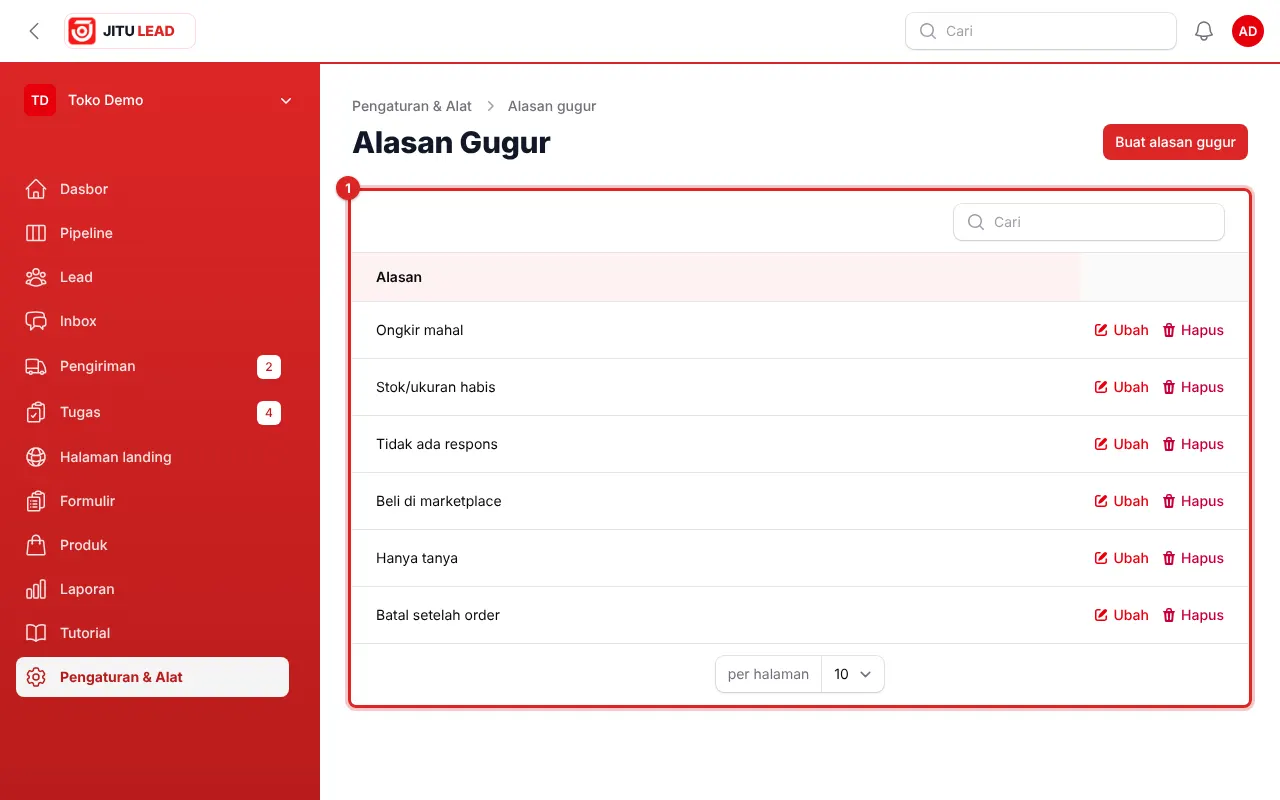 JITU LEAD
Cari
AD
TD
Toko Demo
Dasbor
Pipeline
Lead
Inbox
Pengiriman
2
Tugas
4
Halaman landing
Formulir
Produk
Laporan
Tutorial
Pengaturan & Alat
Pengaturan & Alat > Alasan gugur
Alasan Gugur
Buat alasan gugur
1
Cari
Alasan
Ongkir mahal Ubah Hapus
Stok/ukuran habis Ubah Hapus
Tidak ada respons Ubah Hapus
Beli di marketplace Ubah Hapus
Hanya tanya Ubah Hapus
Batal setelah order Ubah Hapus
per halaman 10